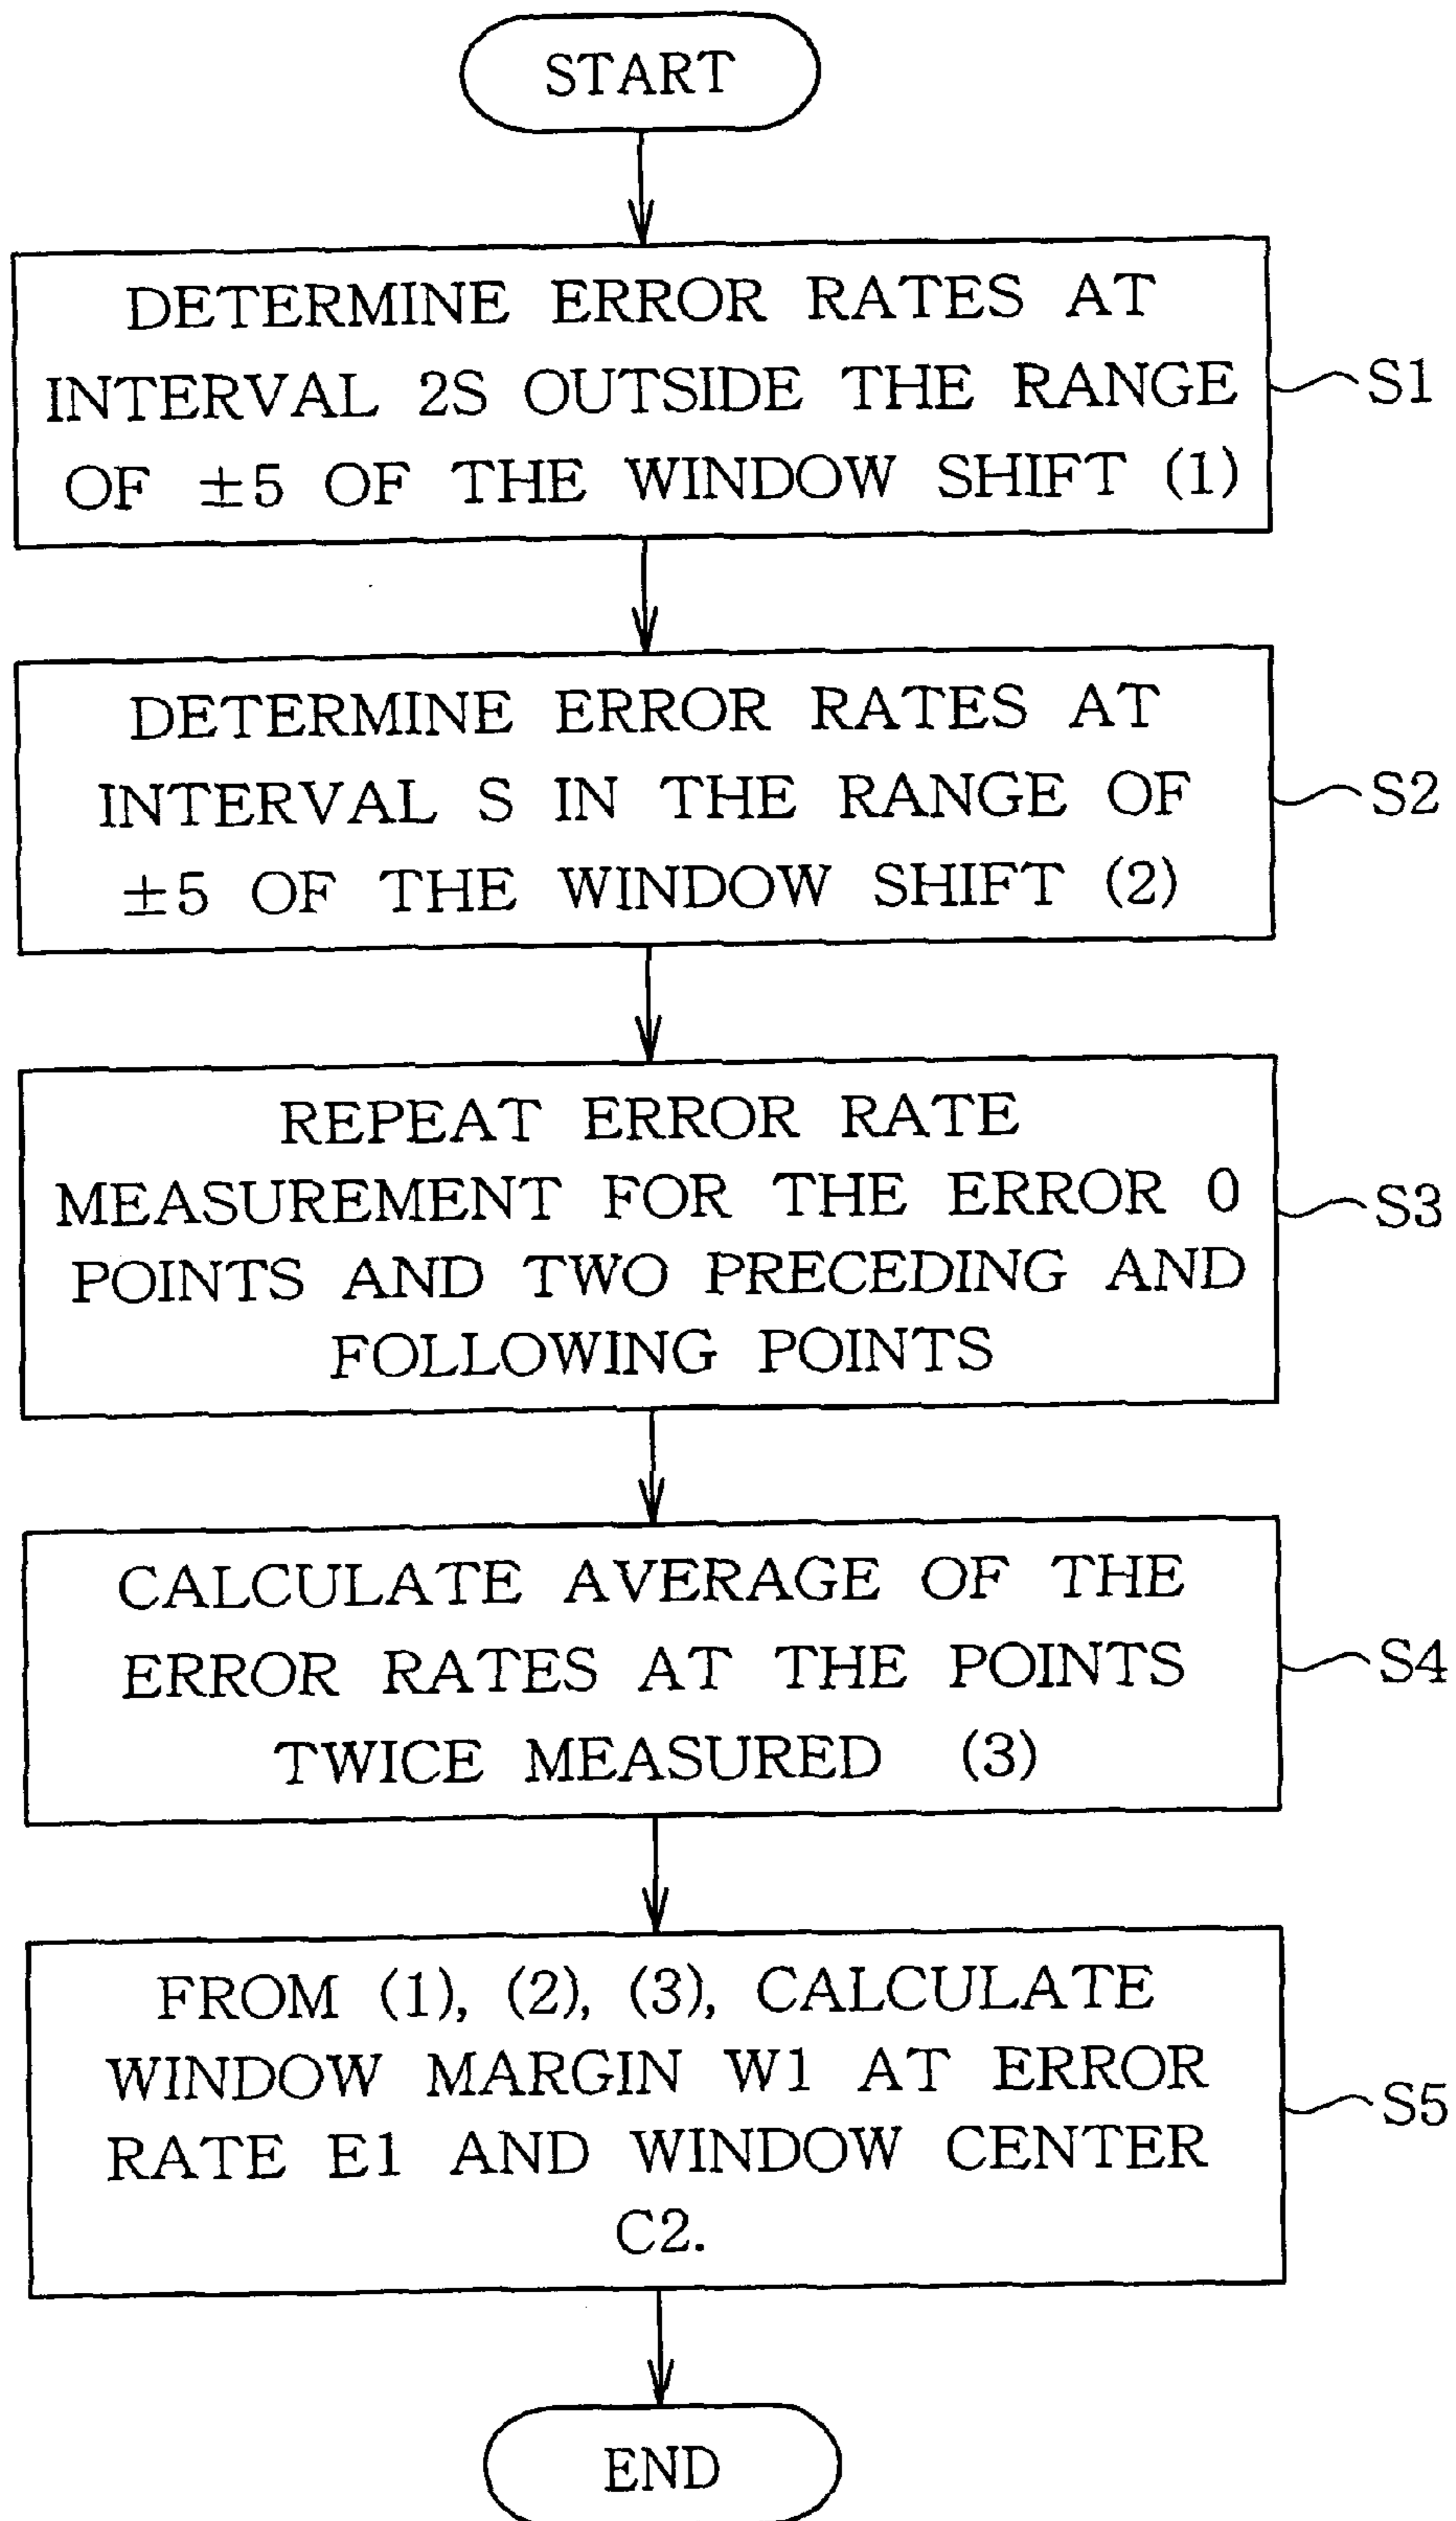 START
DETERMINE ERROR RATES AT
INTERVAL 2S OUTSIDE THE RANGE
OF ±5 OF THE WINDOW SHIFT (1)
S1
DETERMINE ERROR RATES AT
INTERVAL S IN THE RANGE OF
±5 OF THE WINDOW SHIFT (2)
S2
REPEAT ERROR RATE
MEASUREMENT FOR THE ERROR 0
POINTS AND TWO PRECEDING AND
FOLLOWING POINTS
S3
CALCULATE AVERAGE OF THE
ERROR RATES AT THE POINTS
TWICE MEASURED (3)
S4
FROM (1), (2), (3), CALCULATE
WINDOW MARGIN W1 AT ERROR
RATE E1 AND WINDOW CENTER
C2.
S5
END